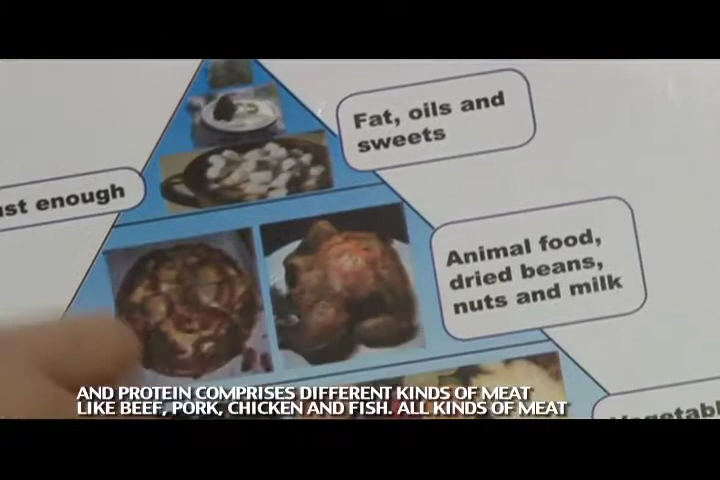 Fat, oils and
sweets
enough
Animal food,
dried beans,
nuts and milk
AND PROTEIN COMPRISES DIFFERENT KINDS OF MEAT
LIKE BEEF, PORK, CHICKEN AND FISH. ALL KINDS OF MEAT